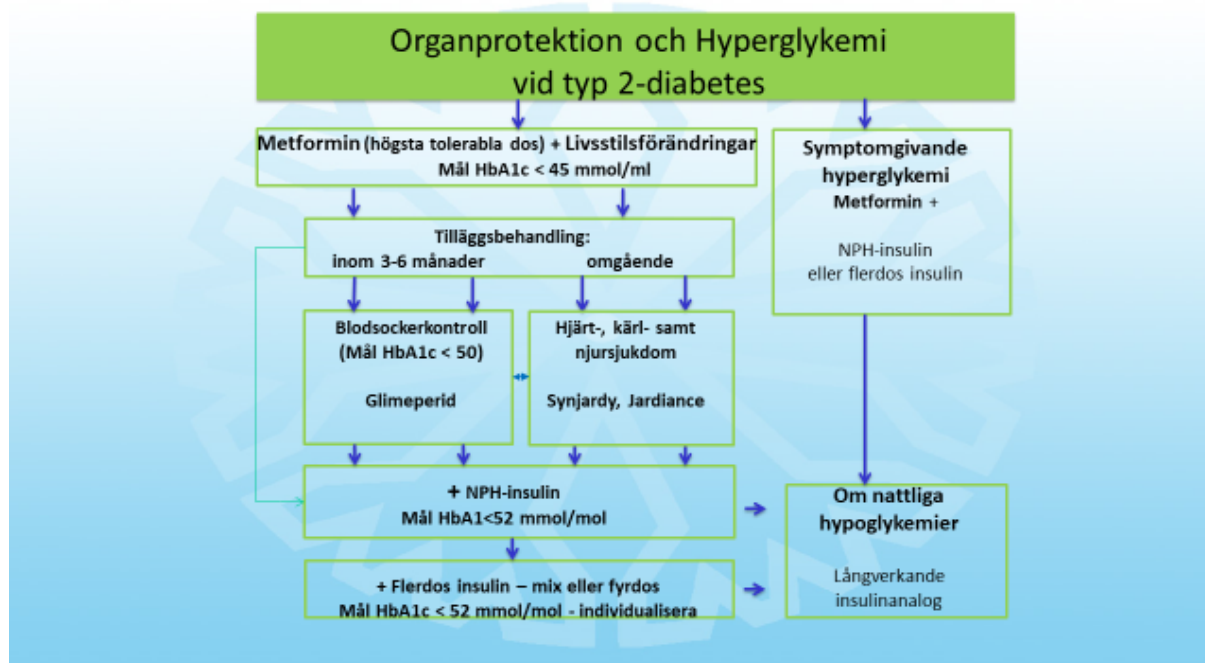 Organprotektion och Hyperglykemi
vid typ 2-diabetes
Metformin (högsta tolerabla dos) + Livsstilsförändringar
Mål HbA1c < 45 mmol/ml
Symptomgivande
hyperglykemi
Metformin +
NPH-insulin
eller flerdos insulin
Tilläggsbehandling:
inom 3-6 månader omgående
Blodsockerkontroll
(Mål HbA1c < 50)
Glimeperid
Hjärt-, kärl- samt
njursjukdom
Synjardy, Jardiance
+ NPH-insulin
Mål HbA1<52 mmol/mol
Om nattliga
hypoglykemier
Långverkande
insulinanalog
+ Flerdos insulin – mix eller fyrdos
Mål HbA1c < 52 mmol/mol - individualisera